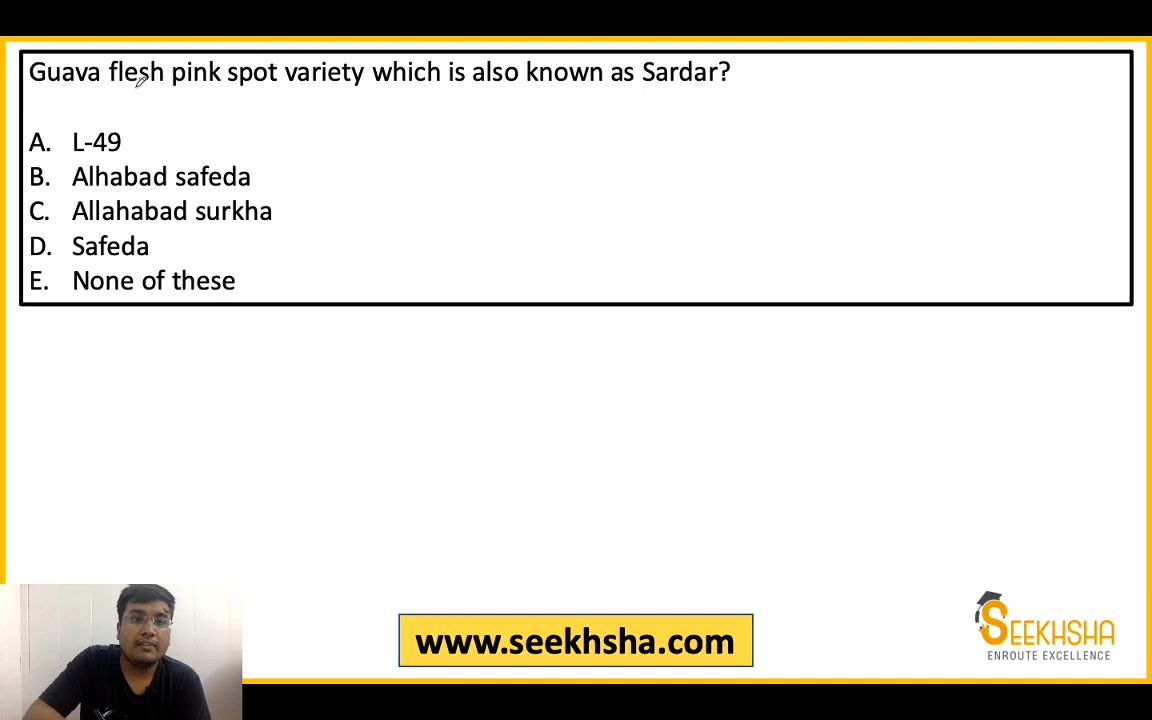 Guava flesh pink spot variety which is also known as Sardar?
A. L-49
B. Alhabad safeda
C. Allahabad surkha
D. Safeda
E. None of these
www.seekhsha.com
SEEKHSHA
ENROUTE EXCELLENCE